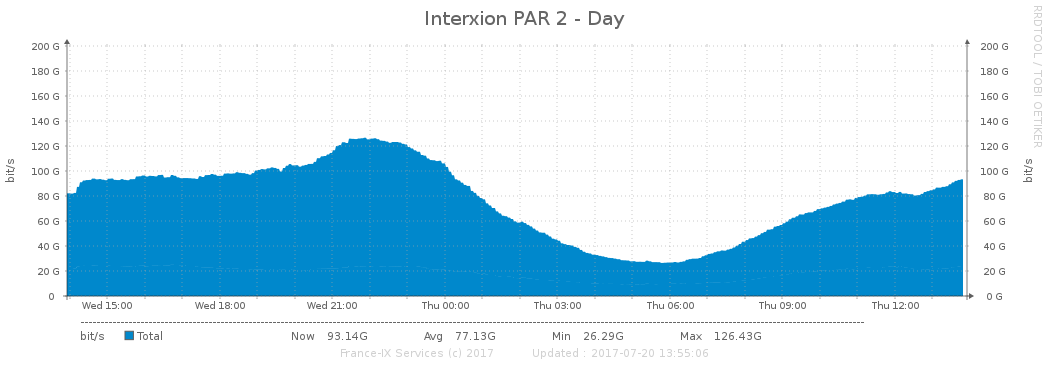 Interxion PAR 2 - Day
RRDTOOL / TOBI OETIKER
200 G 200 G
180 G 180 G
160 G 160 G
140 G 140 G
120 G 120 G
100 G 100 G
80 G 80 G
60 G 60 G
40 G 40 G
20 G 20 G
0 0 G
bit/s
bit/s
Wed 15:00 Wed 18:00 Wed 21:00 Thu 00:00 Thu 03:00 Thu 06:00 Thu 09:00 Thu 12:00
bit/s Total Now 93.14G Avg 77.13G Min 26.29G Max 126.43G
France-IX Services (c) 2017 Updated : 2017-07-20 13:55:06